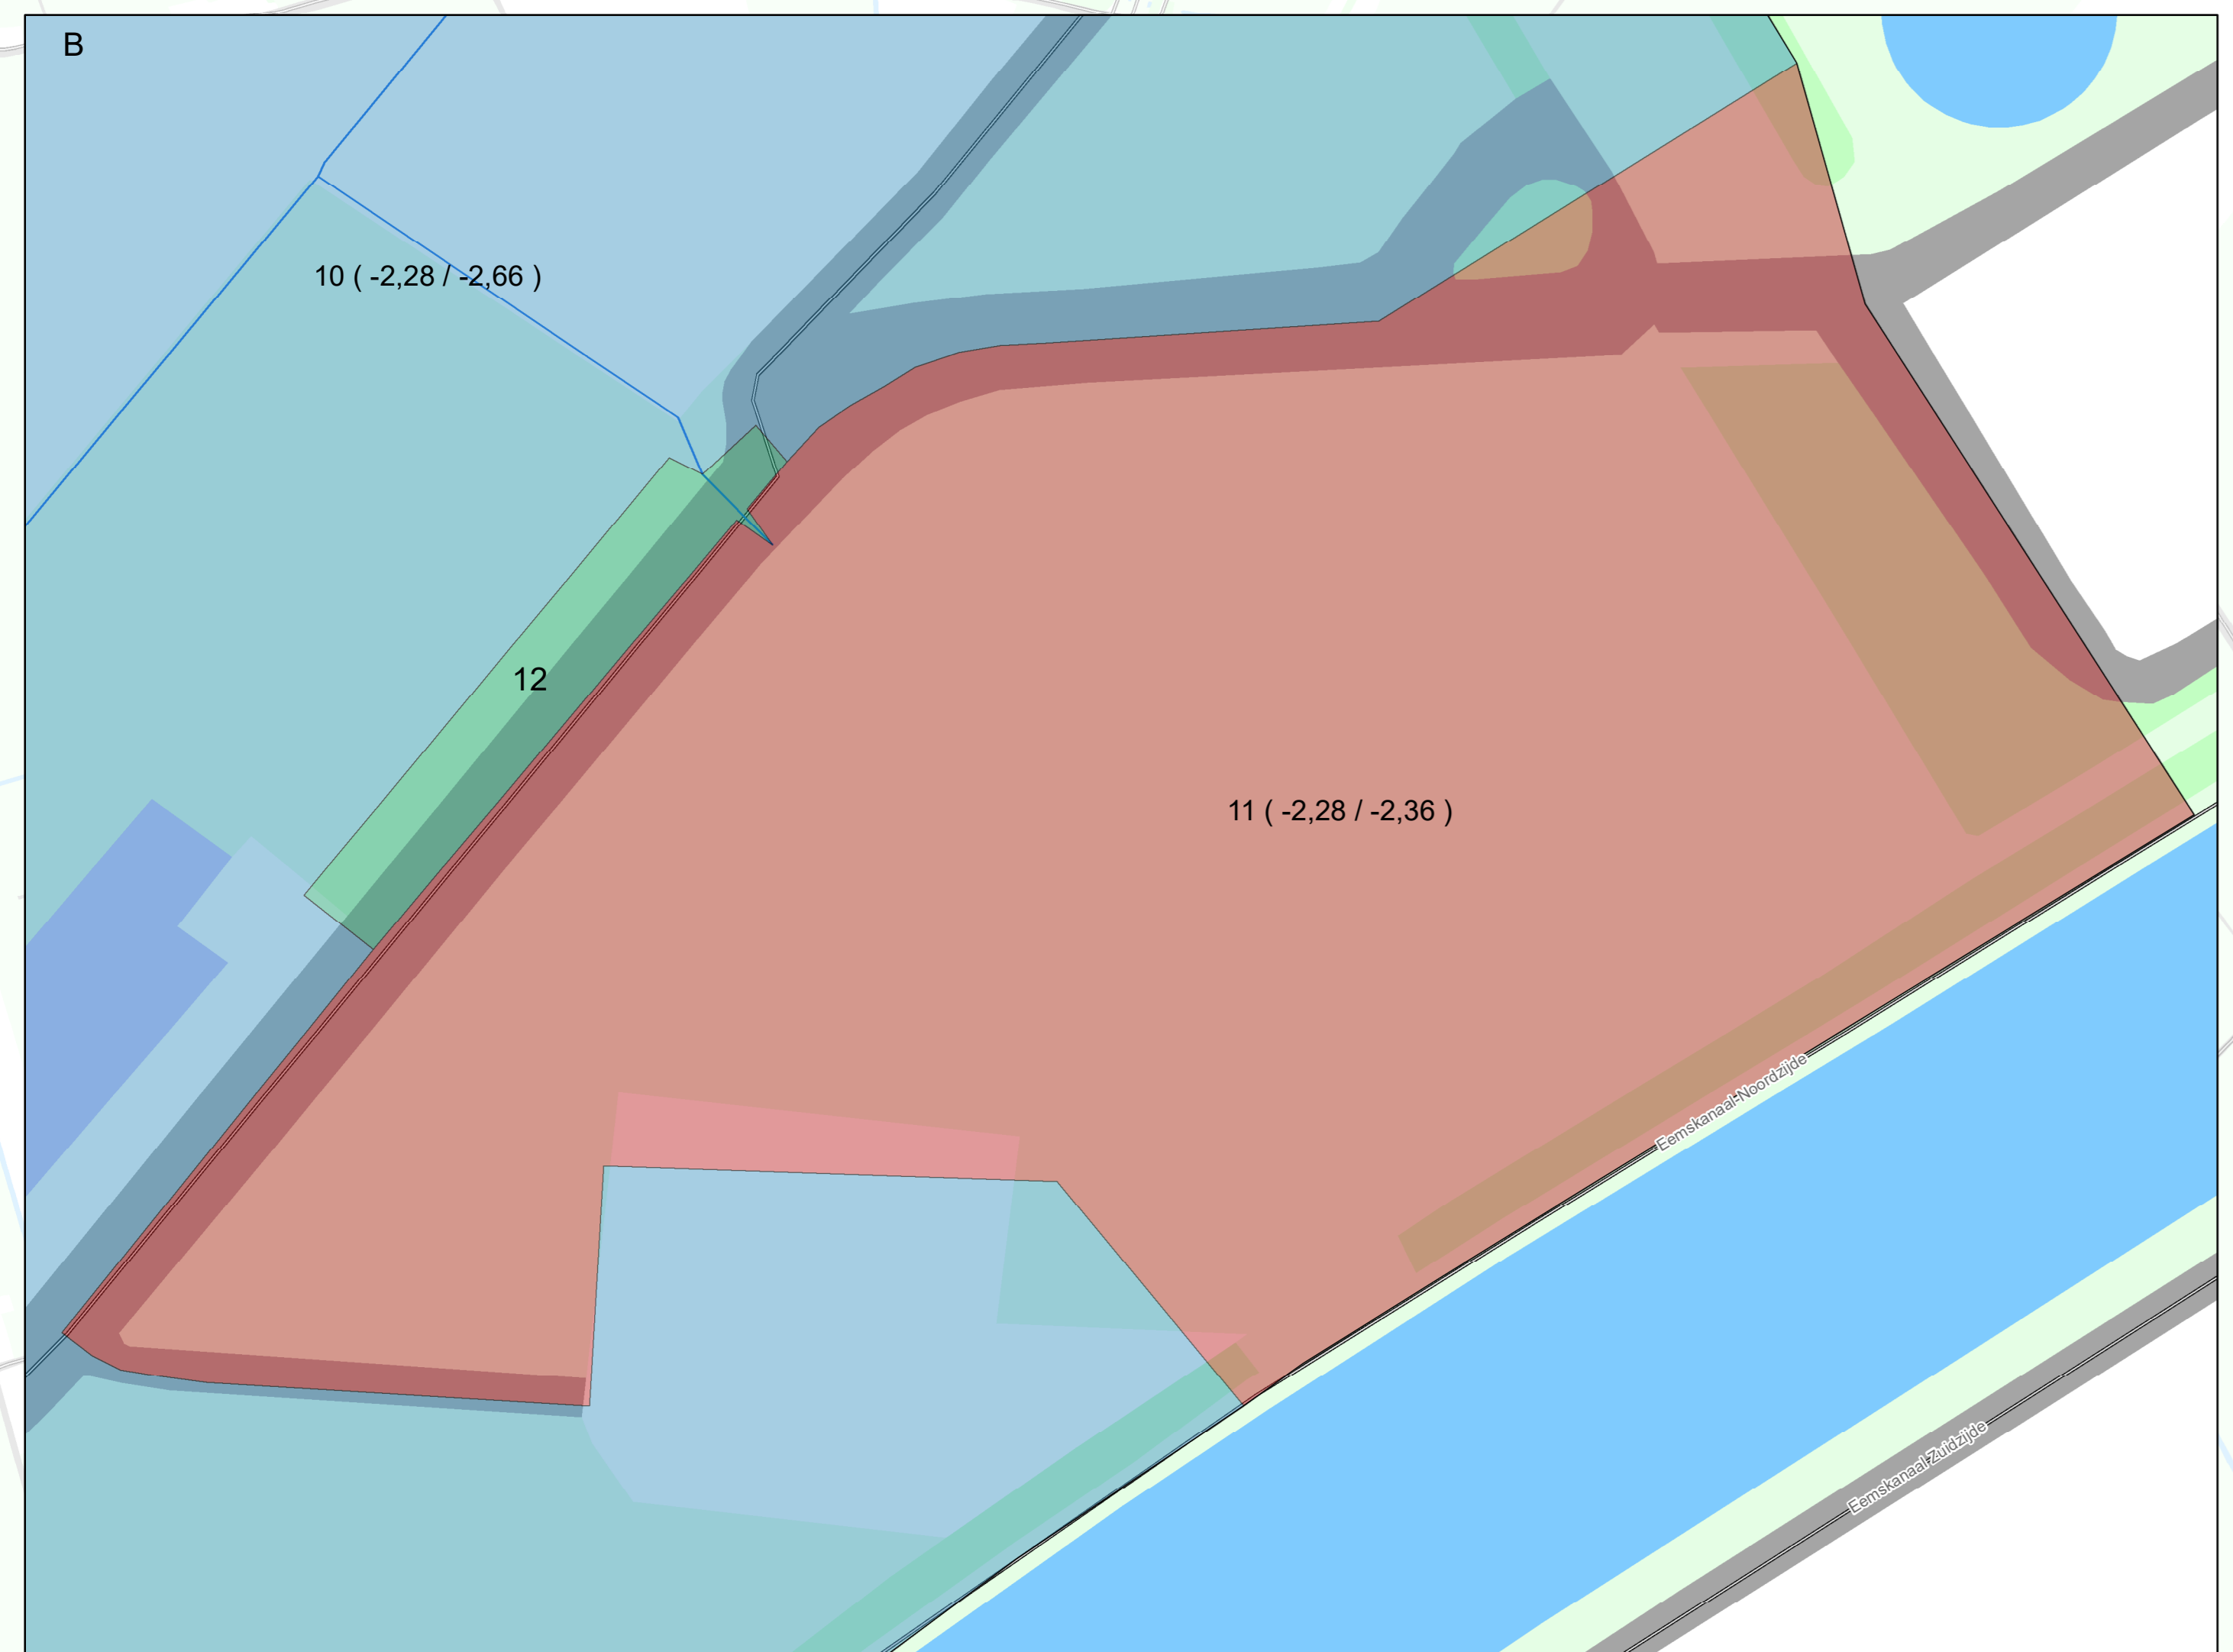 B
10 ( -2,28 / -2,66 )
12
11 ( -2,28 / -2,36 )
Eemskanaal-Noordzijde
Eemskanaal-Zuidzijde